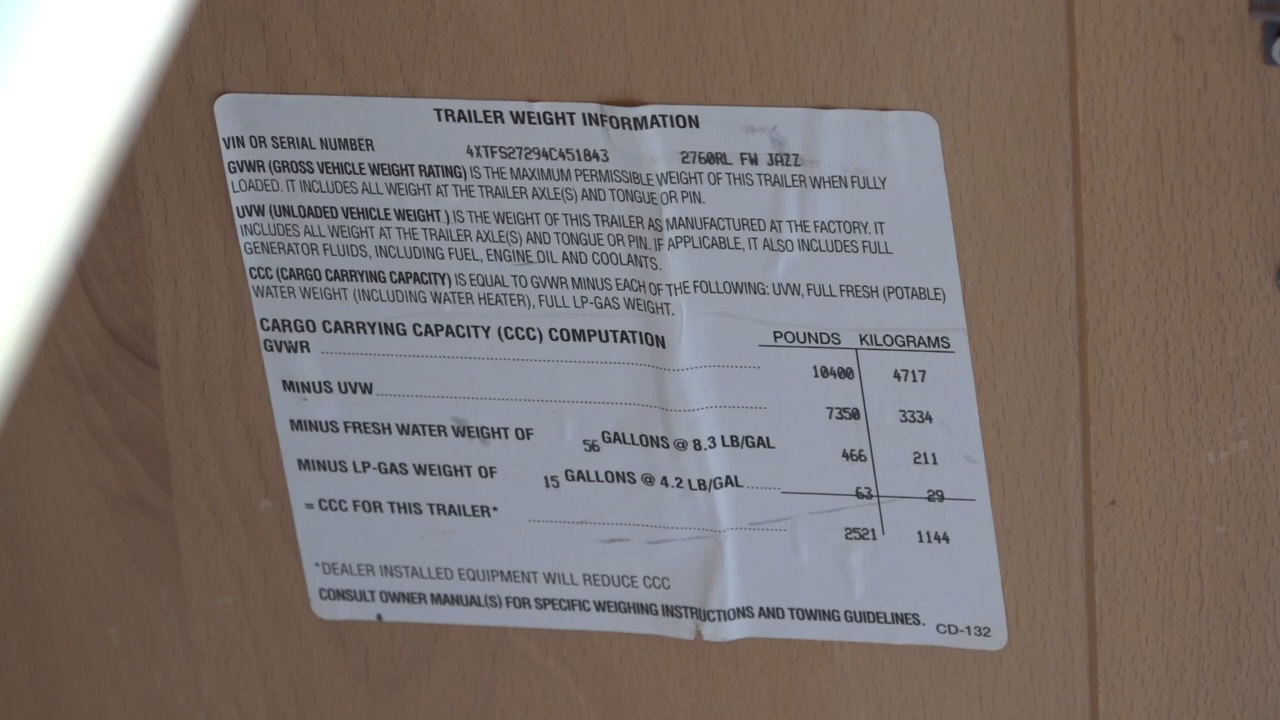 TRAILER WEIGHT INFORMATION
VIN OR SERIAL NUMBER 4XTFS27294C451843 2760RL FW JAZZ
GVWR (GROSS VEHICLE WEIGHT RATING) IS THE MAXIMUM PERMISSIBLE WEIGHT OF THIS TRAILER WHEN FULLY
LOADED. IT INCLUDES ALL WEIGHT AT THE TRAILER AXLE(S) AND TONGUE OR PIN.
UVW (UNLOADED VEHICLE WEIGHT ) IS THE WEIGHT OF THIS TRAILER AS MANUFACTURED AT THE FACTORY. IT
INCLUDES ALL WEIGHT AT THE TRAILER AXLE(S) AND TONGUE OR PIN. IF APPLICABLE, IT ALSO INCLUDES FULL
GENERATOR FLUIDS, INCLUDING FUEL, ENGINE OIL AND COOLANTS.
CCC (CARGO CARRYING CAPACITY) IS EQUAL TO GVWR MINUS EACH OF THE FOLLOWING: UVW, FULL FRESH (POTABLE)
WATER WEIGHT (INCLUDING WATER HEATER), FULL LP-GAS WEIGHT.
CARGO CARRYING CAPACITY (CCC) COMPUTATION POUNDS KILOGRAMS
GVWR 10400 4717
MINUS UVW 7350 3334
MINUS FRESH WATER WEIGHT OF 56 GALLONS @ 8.3 LB/GAL 466 211
MINUS LP-GAS WEIGHT OF 15 GALLONS @ 4.2 LB/GAL 63 29
= CCC FOR THIS TRAILER* 2521 1144
*DEALER INSTALLED EQUIPMENT WILL REDUCE CCC
CONSULT OWNER MANUAL(S) FOR SPECIFIC WEIGHING INSTRUCTIONS AND TOWING GUIDELINES. CD-132